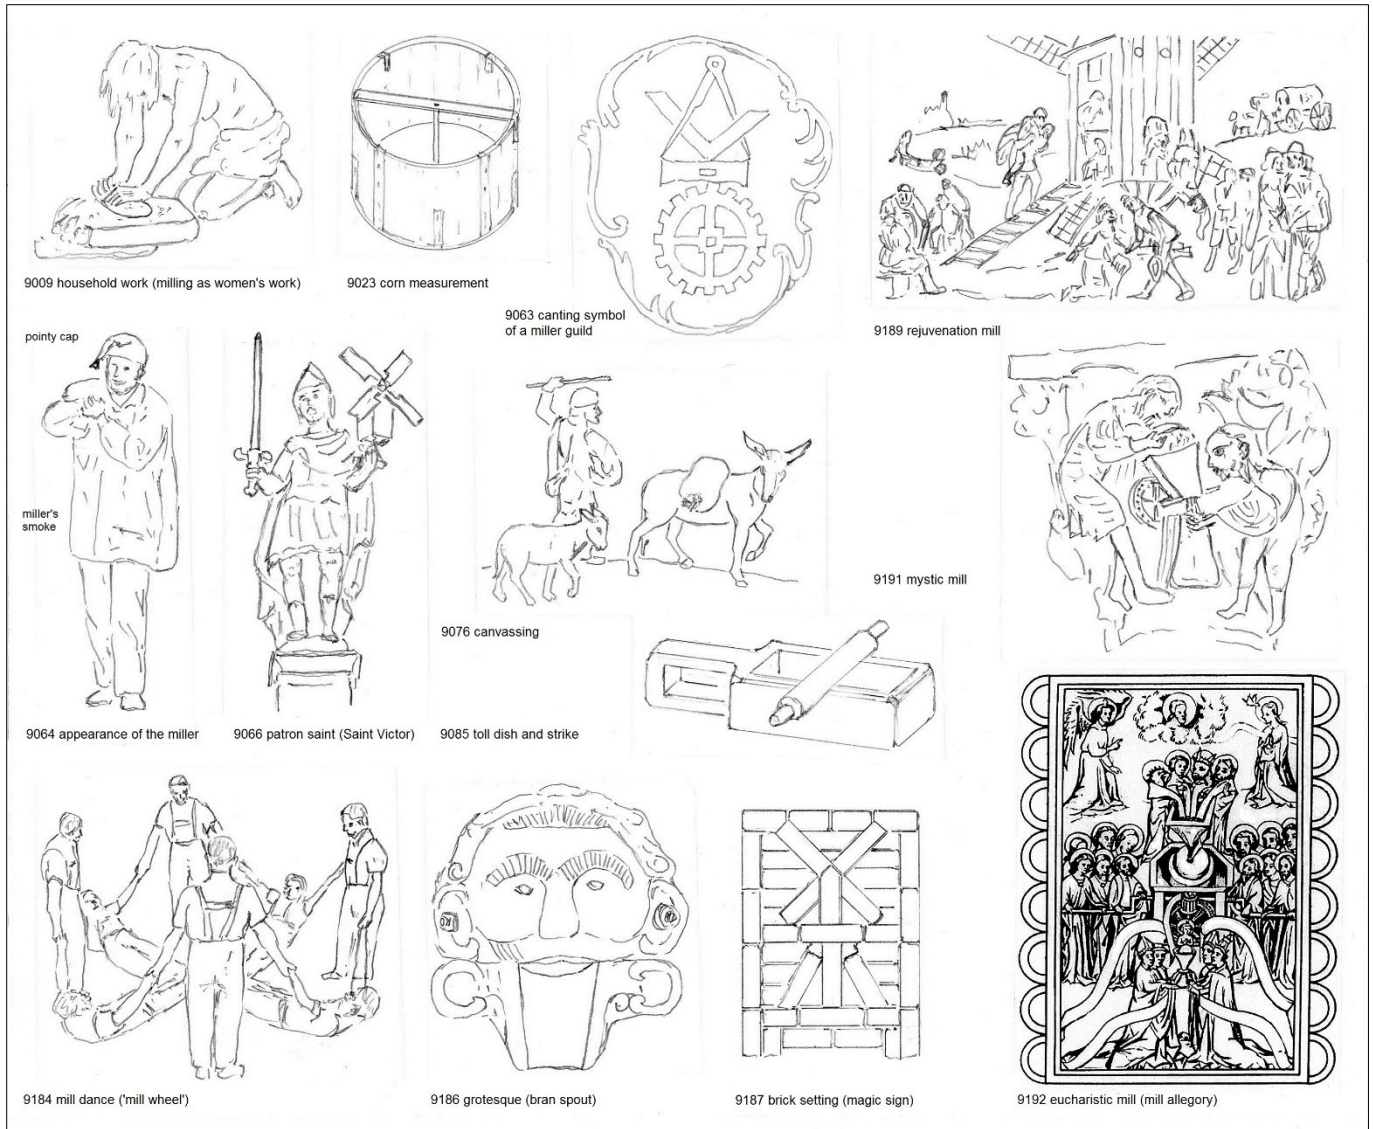 9009 household work (milling as women's work)
9023 corn measurement
9063 canting symbol
of a miller guild
9189 rejuvenation mill
pointy cap
miller's
smoke
9064 appearance of the miller
9066 patron saint (Saint Victor)
9076 canvassing
9085 toll dish and strike
9191 mystic mill
9184 mill dance ('mill wheel')
9186 grotesque (bran spout)
9187 brick setting (magic sign)
9192 eucharistic mill (mill allegory)